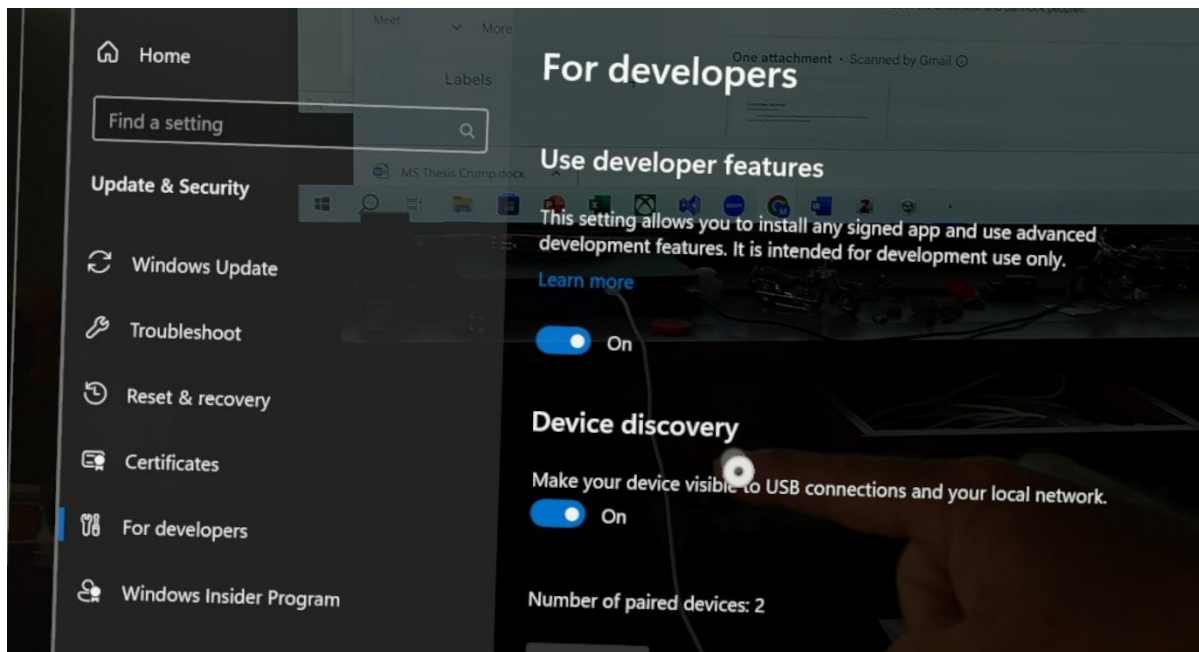 Home
Find a setting
Update & Security
Windows Update
Troubleshoot
Reset & recovery
Certificates
For developers
Windows Insider Program
For developers
Use developer features
This setting allows you to install any signed app and use advanced
development features. It is intended for development use only.
Learn more
On
Device discovery
Make your device visible to USB connections and your local network.
On
Number of paired devices: 2
Meet
More
Labels
One attachment • Scanned by Gmail
MS Thesis Crump.docx